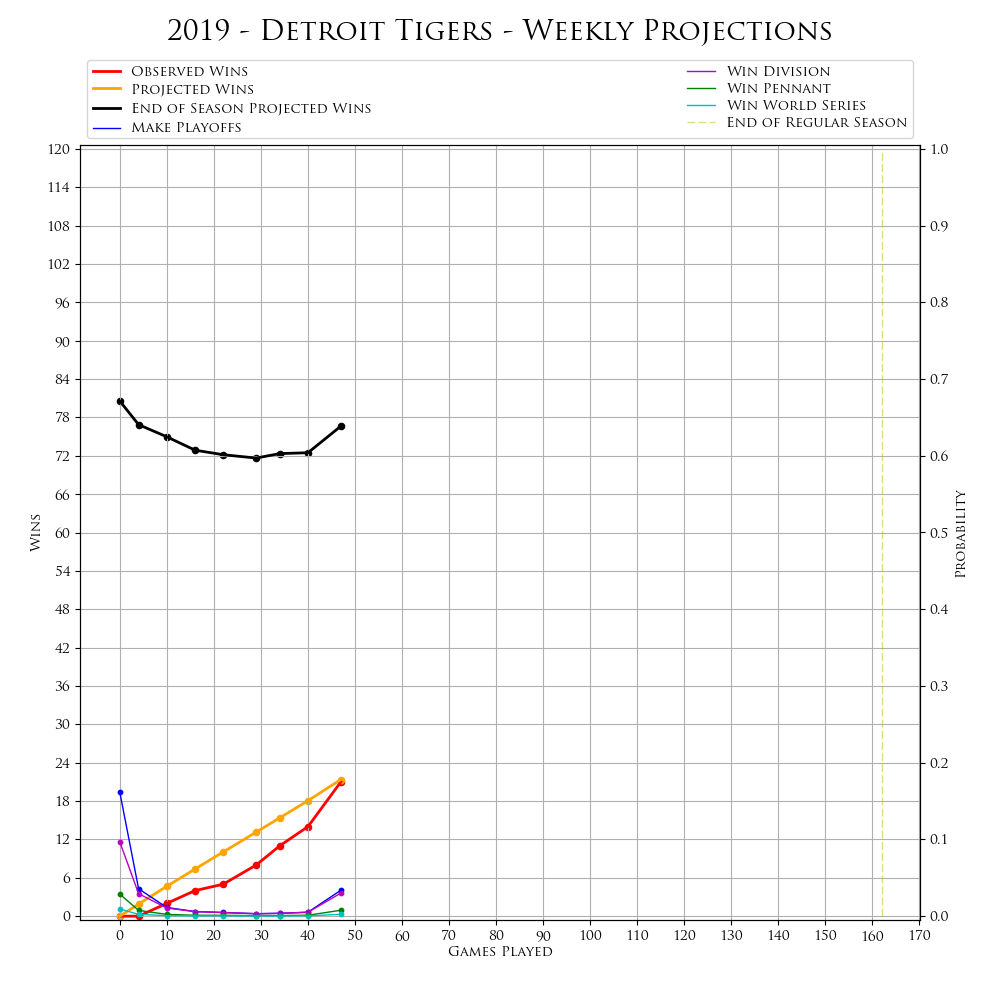 2019 - Detroit Tigers - Weekly Projections
Observed Wins
Projected Wins
End of Season Projected Wins
Make Playoffs
Win Division
Win Pennant
Win World Series
End of Regular Season
120
114
108
102
96
90
84
78
72
66
60
54
48
42
36
30
24
18
12
6
0
Wins
1.0
0.9
0.8
0.7
0.6
0.5
0.4
0.3
0.2
0.1
0.0
Probability
0 10 20 30 40 50 60 70 80 90 100 110 120 130 140 150 160 170
Games Played